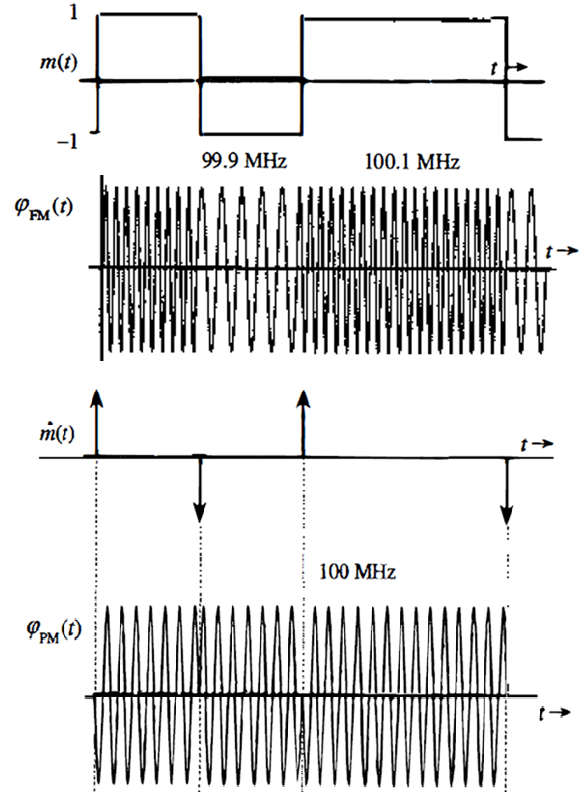 1
m(t)
t →
−1
99.9 MHz 100.1 MHz
φFM(t)
t →
ṁ(t)
t →
100 MHz
φPM(t)
t →